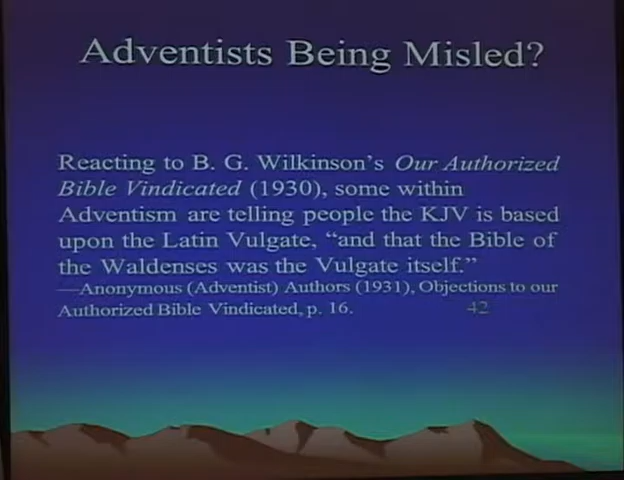 Adventists Being Misled?
Reacting to B. G. Wilkinson's Our Authorized
Bible Vindicated (1930), some within
Adventism are telling people the KJV is based
upon the Latin Vulgate, “and that the Bible of
the Waldenses was the Vulgate itself.”
—Anonymous (Adventist) Authors (1931), Objections to our
Authorized Bible Vindicated, p. 16. 42